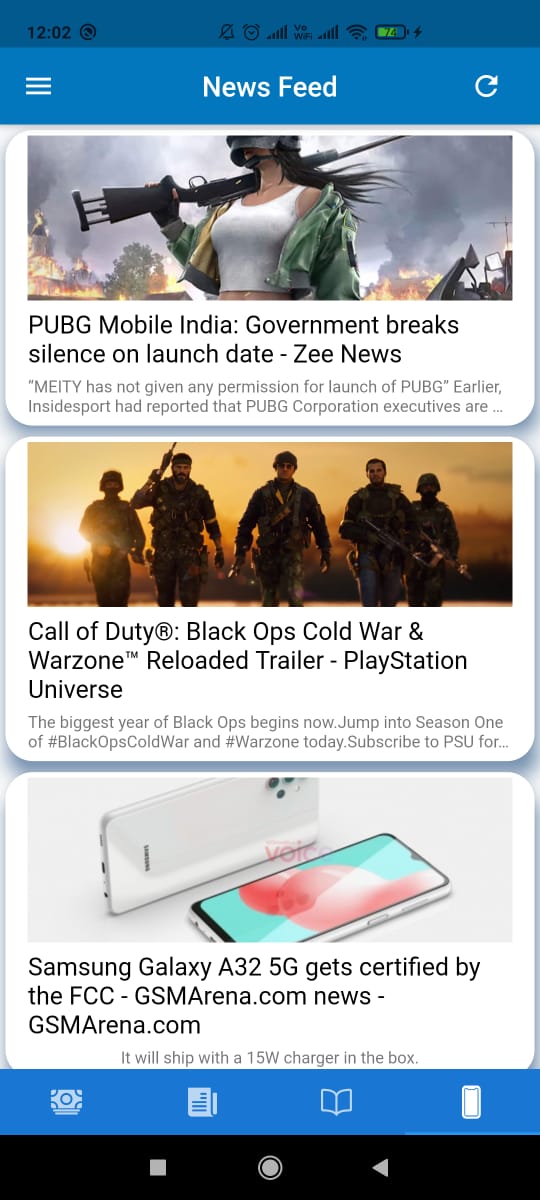 12:02
Vo
WiFi
74
News Feed
PUBG Mobile India: Government breaks
silence on launch date - Zee News
“MEITY has not given any permission for launch of PUBG” Earlier,
Insidesport had reported that PUBG Corporation executives are …
Call of Duty®: Black Ops Cold War &
Warzone™ Reloaded Trailer - PlayStation
Universe
The biggest year of Black Ops begins now.Jump into Season One
of #BlackOpsColdWar and #Warzone today.Subscribe to PSU for…
SAMSUNG
voice
Samsung Galaxy A32 5G gets certified by
the FCC - GSMArena.com news -
GSMArena.com
It will ship with a 15W charger in the box.